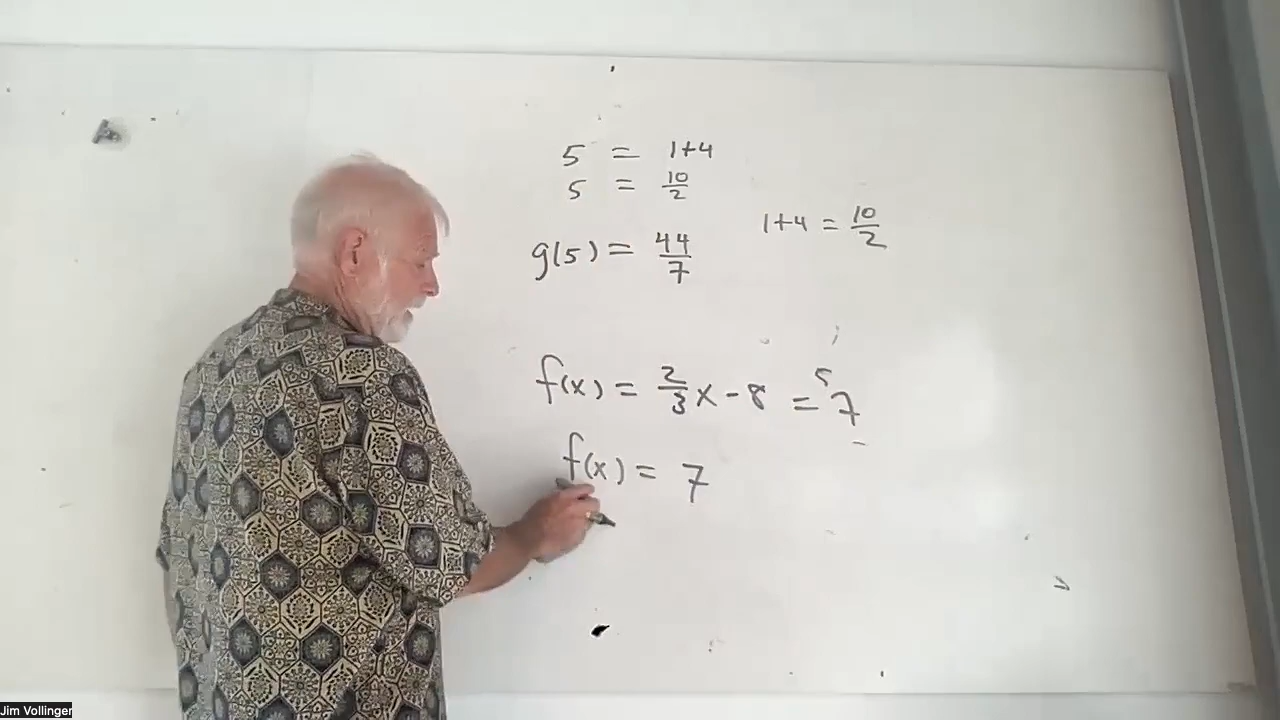 5 = 1+4
5 = 10/2
1+4 = 10/2
g(5) = 44/7
f(x) = 2/3 x - 8 = 7
f(x) = 7
Jim Vollinger